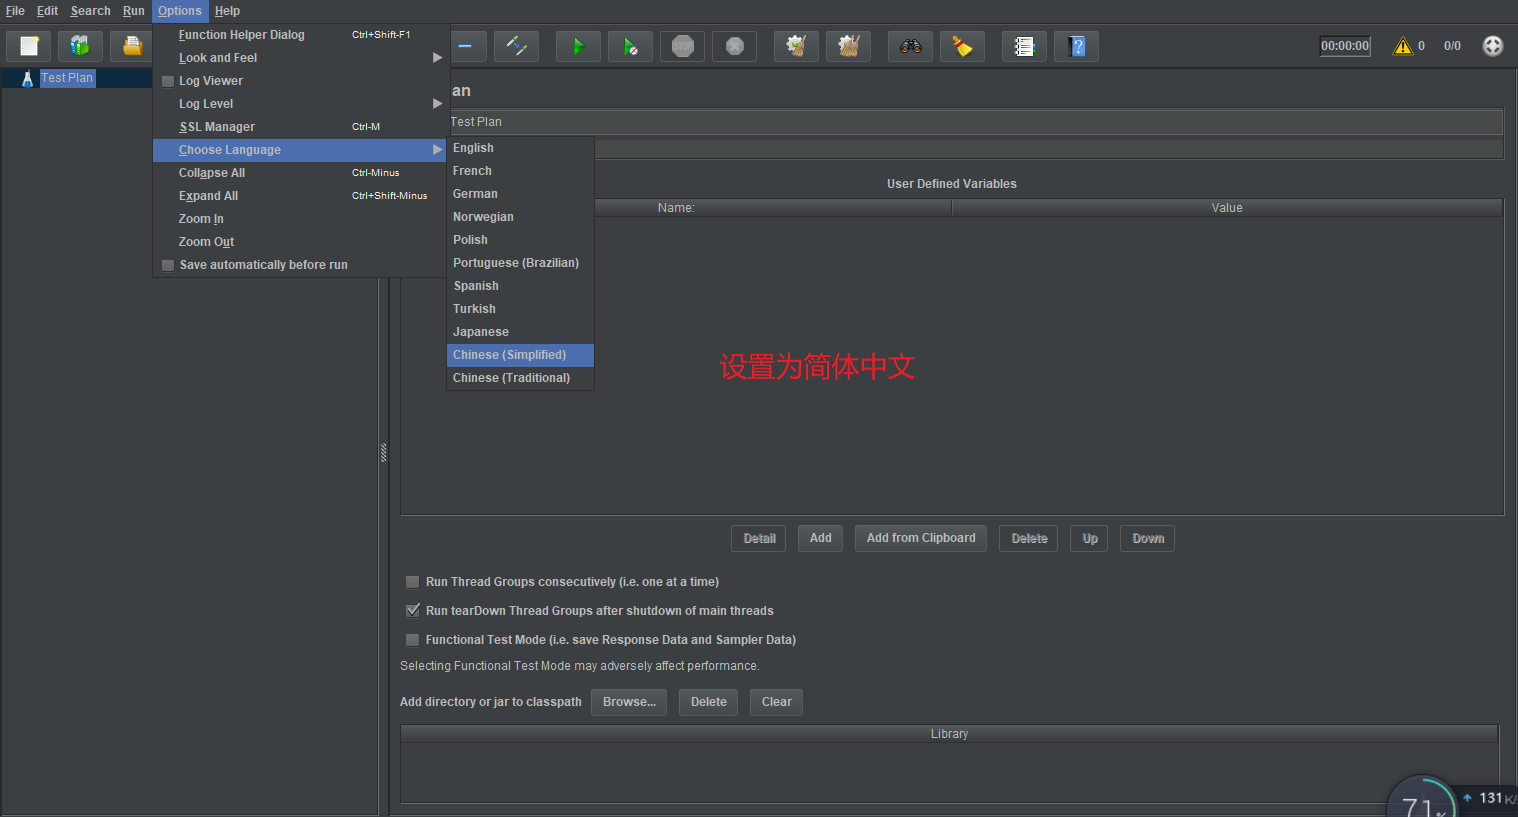 File Edit Search Run Options Help
Function Helper Dialog Ctrl+Shift-F1
Look and Feel
Log Viewer
Log Level
SSL Manager Ctrl-M
Choose Language
Collapse All Ctrl-Minus
Expand All Ctrl+Shift-Minus
Zoom In
Zoom Out
Save automatically before run
English
French
German
Norwegian
Polish
Portuguese (Brazilian)
Spanish
Turkish
Japanese
Chinese (Simplified)
Chinese (Traditional)
STOP
00:00:00 0 0/0
Test Plan
an
Test Plan
User Defined Variables
Name: Value
设置为简体中文
Detail Add Add from Clipboard Delete Up Down
Run Thread Groups consecutively (i.e. one at a time)
Run tearDown Thread Groups after shutdown of main threads
Functional Test Mode (i.e. save Response Data and Sampler Data)
Selecting Functional Test Mode may adversely affect performance.
Add directory or jar to classpath Browse... Delete Clear
Library
71%
131K/